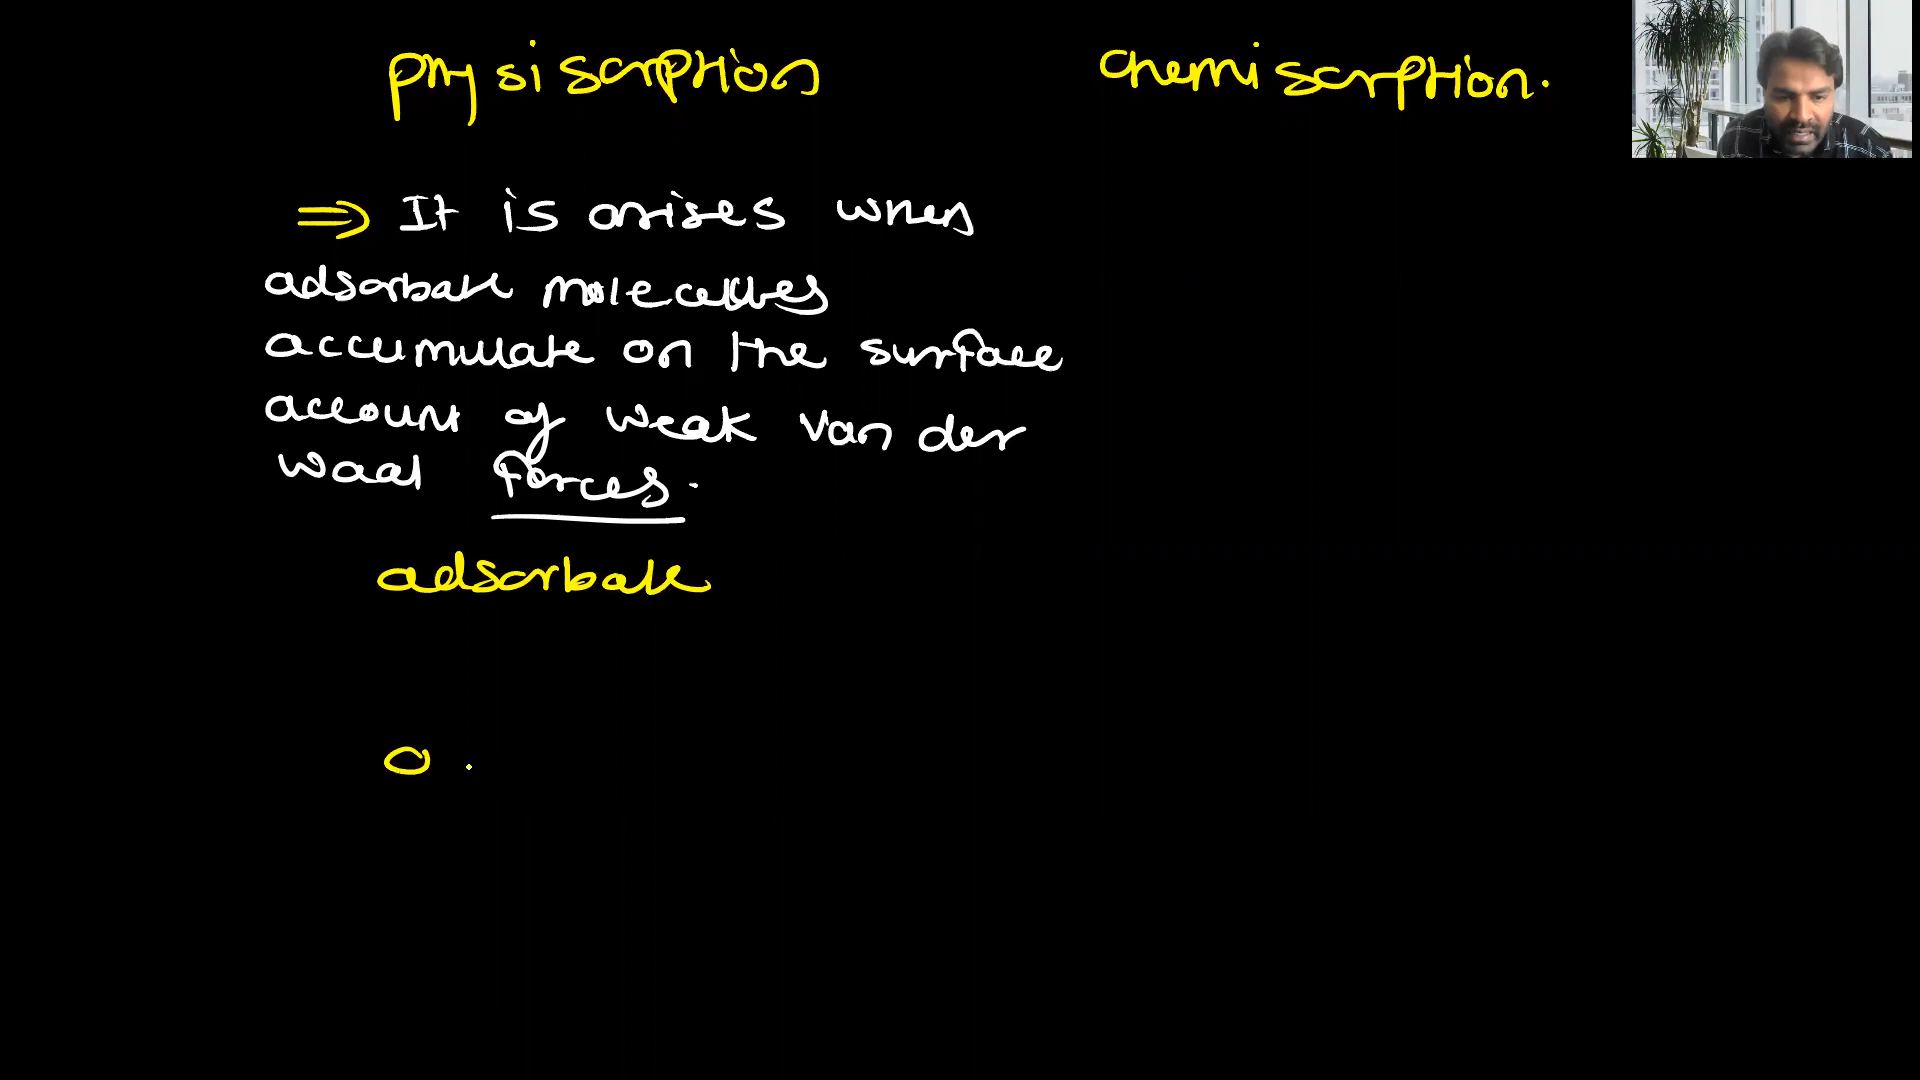 physisorption
chemisorption.
⇒ It is arises when
adsorbate molecules
accumulate on the surface
account of weak van der
waal forces.
adsorbate